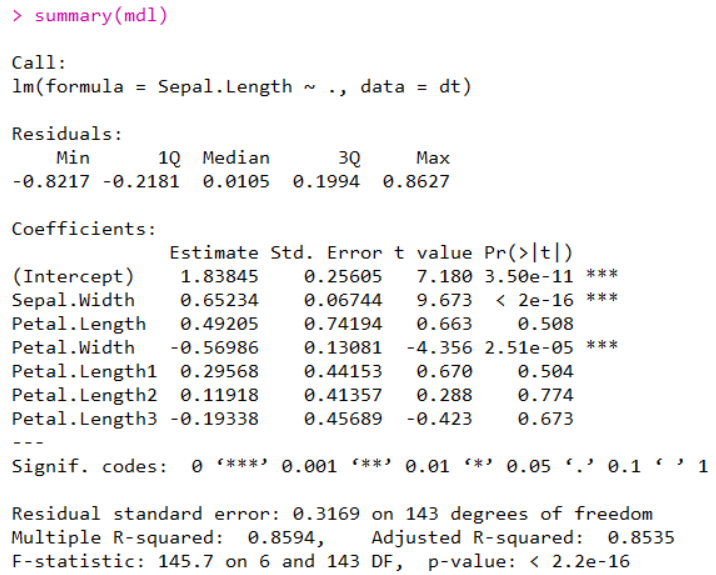 > summary(mdl)
Call:
lm(formula = Sepal.Length ~ ., data = dt)
Residuals:
    Min      1Q  Median      3Q     Max
-0.8217 -0.2181  0.0105  0.1994  0.8627
Coefficients:
              Estimate Std. Error t value Pr(>|t|)
(Intercept)    1.83845    0.25605   7.180 3.50e-11 ***
Sepal.Width    0.65234    0.06744   9.673  < 2e-16 ***
Petal.Length   0.49205    0.74194   0.663    0.508
Petal.Width   -0.56986    0.13081  -4.356 2.51e-05 ***
Petal.Length1  0.29568    0.44153   0.670    0.504
Petal.Length2  0.11918    0.41357   0.288    0.774
Petal.Length3 -0.19338    0.45689  -0.423    0.673
---
Signif. codes:  0 ‘***’ 0.001 ‘**’ 0.01 ‘*’ 0.05 ‘.’ 0.1 ‘ ’ 1
Residual standard error: 0.3169 on 143 degrees of freedom
Multiple R-squared:  0.8594,    Adjusted R-squared:  0.8535
F-statistic: 145.7 on 6 and 143 DF,  p-value: < 2.2e-16